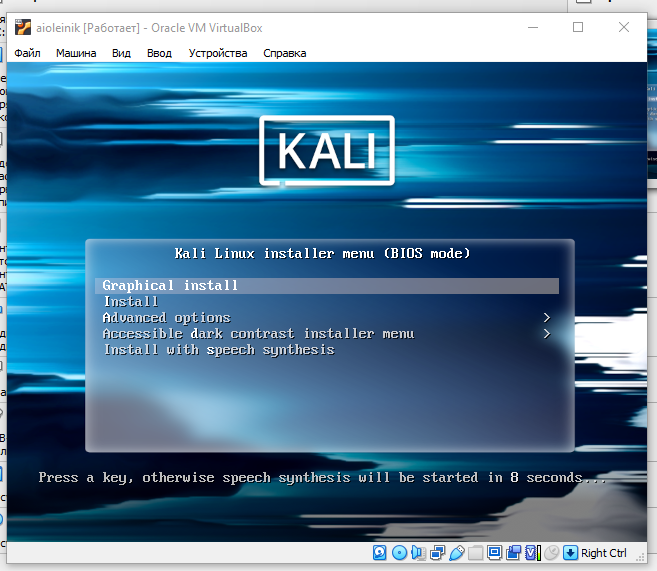 aioleinik [Работает] - Oracle VM VirtualBox
Файл Машина Вид Ввод Устройства Справка
KALI
Kali Linux installer menu (BIOS mode)
Graphical install
Install
Advanced options >
Accessible dark contrast installer menu >
Install with speech synthesis
Press a key, otherwise speech synthesis will be started in 8 seconds...
Right Ctrl